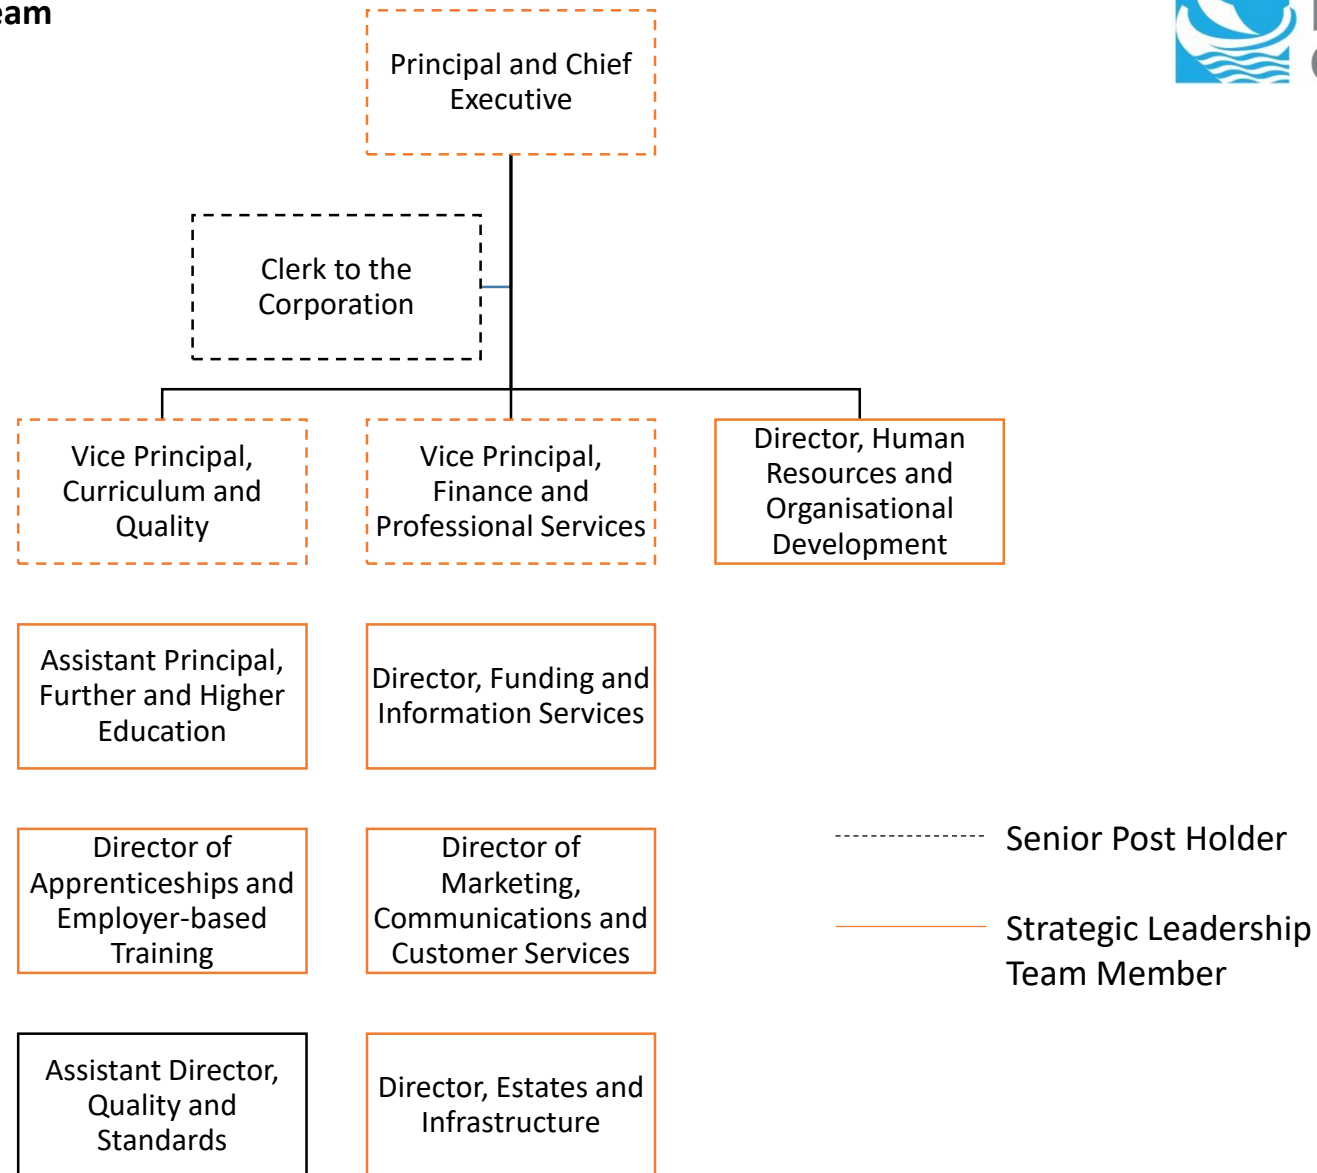 Principal and Chief
Executive
Clerk to the
Corporation
Vice Principal,
Curriculum and
Quality
Vice Principal,
Finance and
Professional Services
Director, Human
Resources and
Organisational
Development
Assistant Principal,
Further and Higher
Education
Director, Funding and
Information Services
Director of
Apprenticeships and
Employer-based
Training
Director of
Marketing,
Communications and
Customer Services
Assistant Director,
Quality and
Standards
Director, Estates and
Infrastructure
Senior Post Holder
Strategic Leadership
Team Member